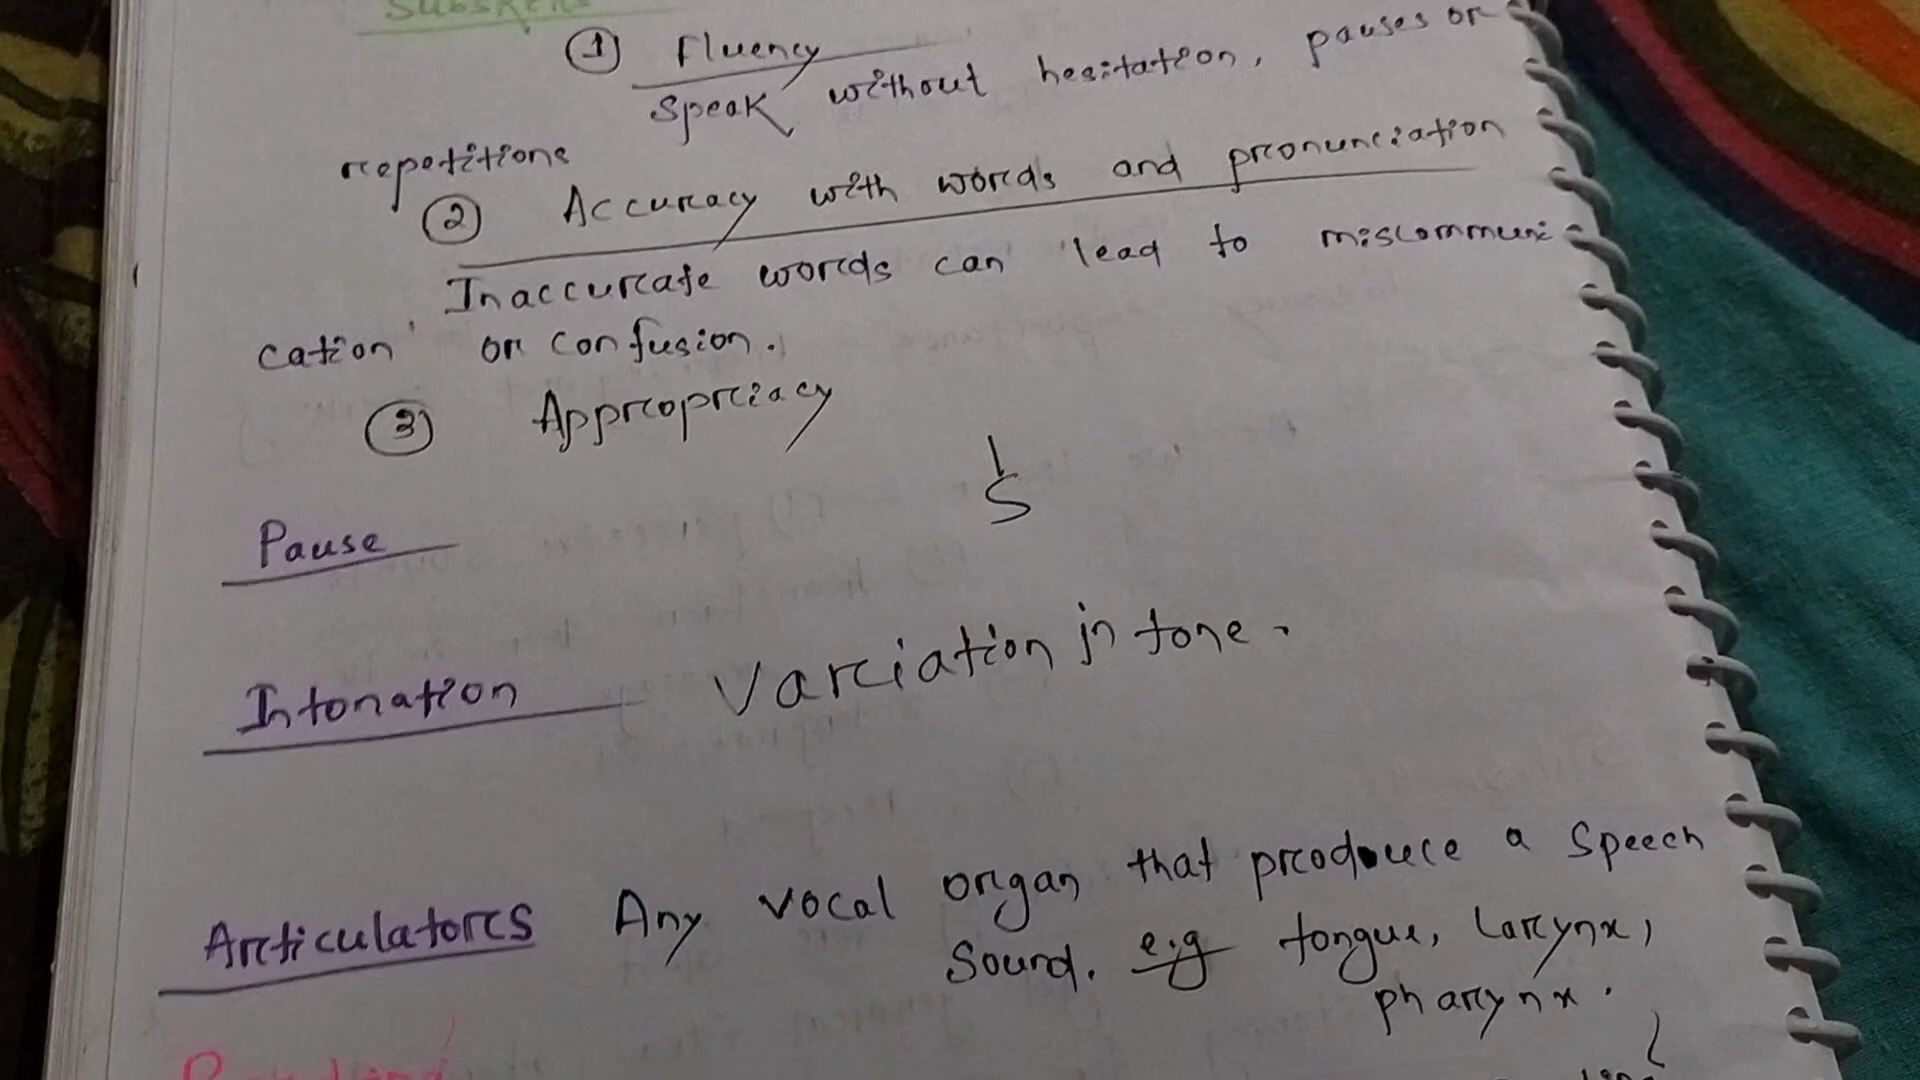 Subskills
① Fluency
Speak without hesitation, pauses or
repetitions
② Accuracy with words and pronunciation
Inaccurate words can lead to miscommuni
cation or confusion.
③ Appropriacy
Pause
Intonation Variation in tone.
Articulators Any vocal organ that produce a speech
sound. e.g tongue, larynx,
pharynx.